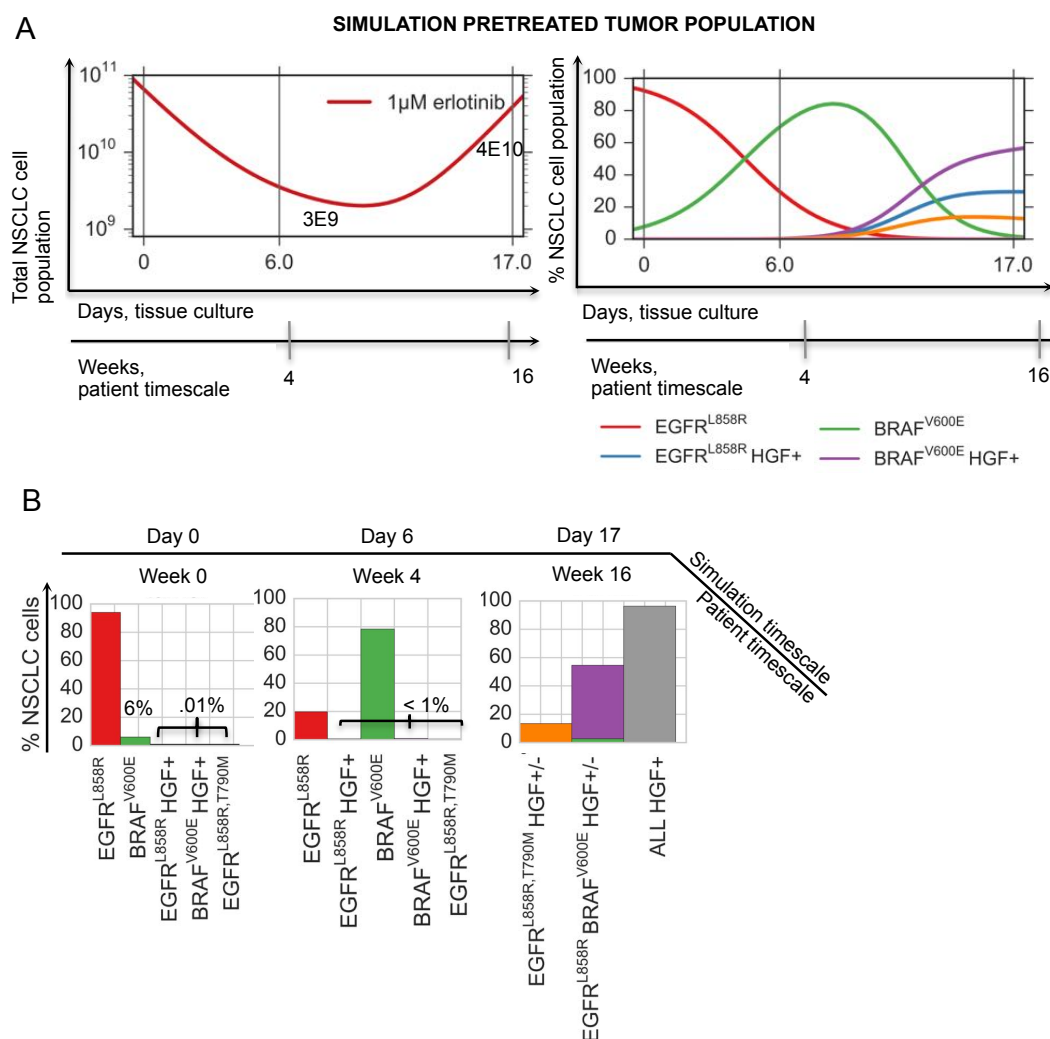 A
SIMULATION PRETREATED TUMOR POPULATION
Total NSCLC cell
population
10^11
10^10
10^9
1µM erlotinib
3E9
4E10
0
6.0
17.0
Days, tissue culture
Weeks,
patient timescale
4
16
% NSCLC cell population
100
80
60
40
20
0
0
6.0
17.0
Days, tissue culture
Weeks,
patient timescale
4
16
EGFR^L858R
BRAF^V600E
EGFR^L858R HGF+
BRAF^V600E HGF+
B
Day 0
Day 6
Day 17
Week 0
Week 4
Week 16
Simulation timescale
Patient timescale
% NSCLC cells
100
80
60
40
20
0
6%
.01%
EGFR^L858R
BRAF^V600E
EGFR^L858R HGF+
BRAF^V600E HGF+
EGFR^L858R,T790M
100
80
60
40
20
0
< 1%
EGFR^L858R
EGFR^L858R HGF+
BRAF^V600E
BRAF^V600E HGF+
EGFR^L858R,T790M
100
80
60
40
20
0
EGFR^L858R,T790M HGF+/-
EGFR^L858R BRAF^V600E HGF+/-
ALL HGF+